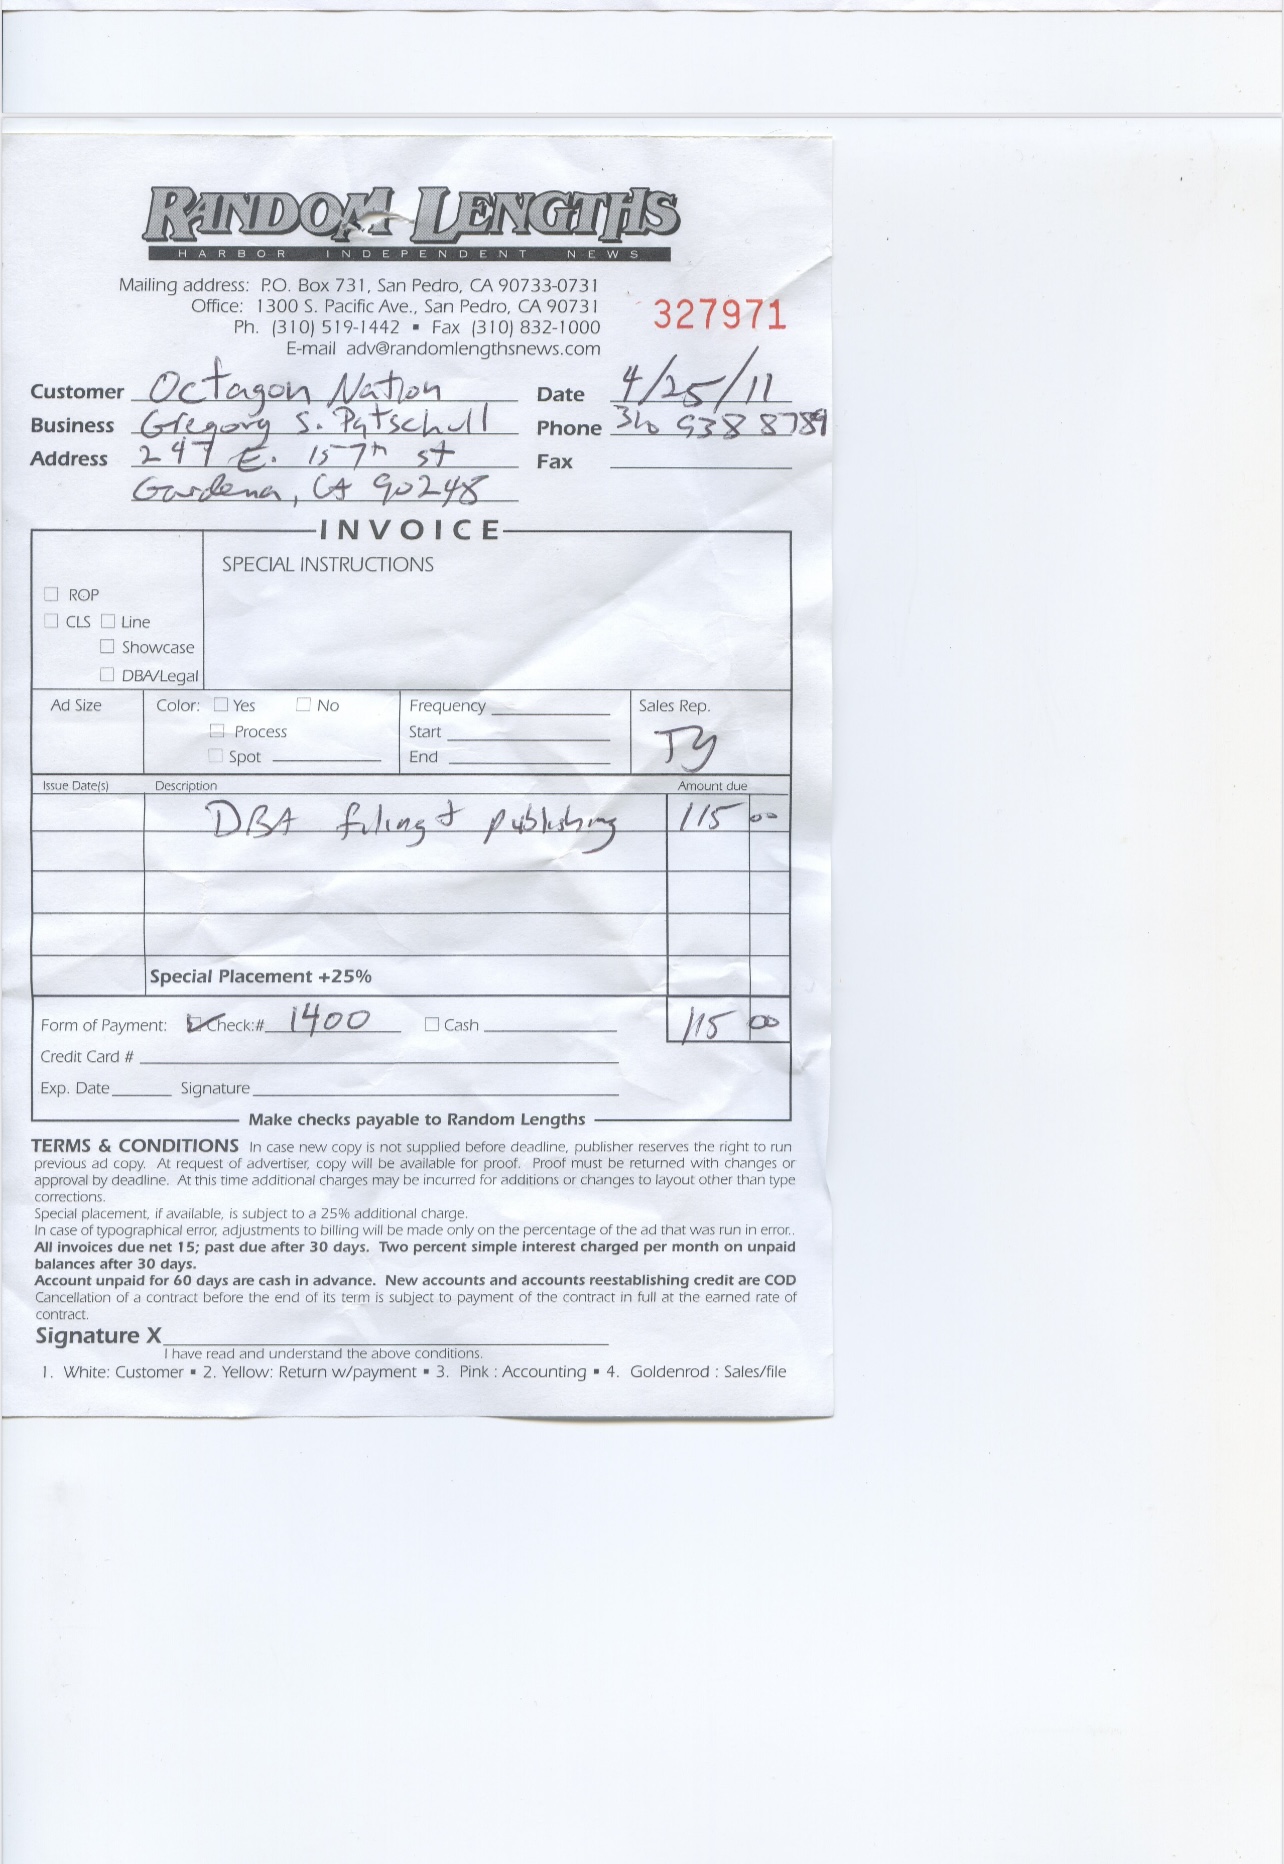 RANDOM LENGTHS
HARBOR INDEPENDENT NEWS
Mailing address: P.O. Box 731, San Pedro, CA 90733-0731
Office: 1300 S. Pacific Ave., San Pedro, CA 90731
Ph. (310) 519-1442 ▪ Fax (310) 832-1000
E-mail adv@randomlengthsnews.com
327971
Customer Octagon Nation Date 4/25/11
Business Gregory S. Patschull Phone 310 938 8789
Address 247 E. 157th st Fax
Gardena, CA 90248
INVOICE
SPECIAL INSTRUCTIONS
ROP
CLS Line
Showcase
DBA/Legal
Ad Size Color: Yes No Frequency Sales Rep.
Process Start TY
Spot End
Issue Date(s) Description Amount due
DBA filing & publishing 115 00
Special Placement +25%
Form of Payment: Check:# 1400 Cash 115 00
Credit Card #
Exp. Date Signature
Make checks payable to Random Lengths
TERMS & CONDITIONS In case new copy is not supplied before deadline, publisher reserves the right to run
previous ad copy. At request of advertiser, copy will be available for proof. Proof must be returned with changes or
approval by deadline. At this time additional charges may be incurred for additions or changes to layout other than type
corrections.
Special placement, if available, is subject to a 25% additional charge.
In case of typographical error, adjustments to billing will be made only on the percentage of the ad that was run in error..
All invoices due net 15; past due after 30 days. Two percent simple interest charged per month on unpaid
balances after 30 days.
Account unpaid for 60 days are cash in advance. New accounts and accounts reestablishing credit are COD
Cancellation of a contract before the end of its term is subject to payment of the contract in full at the earned rate of
contract.
Signature X
I have read and understand the above conditions.
1. White: Customer ▪ 2. Yellow: Return w/payment ▪ 3. Pink : Accounting ▪ 4. Goldenrod : Sales/file